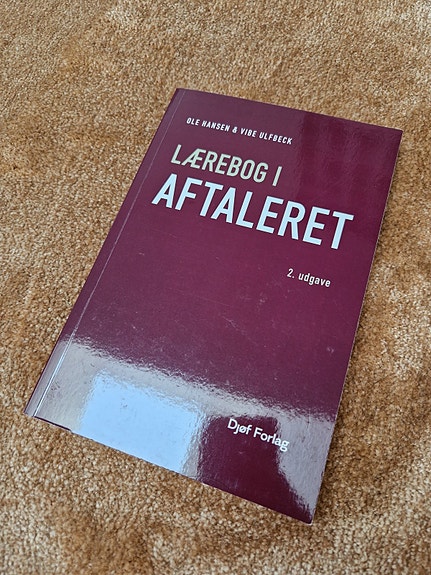 OLE HANSEN & VIBE ULFBECK
LÆREBOG I
AFTALERET
2. udgave
Djøf Forlag